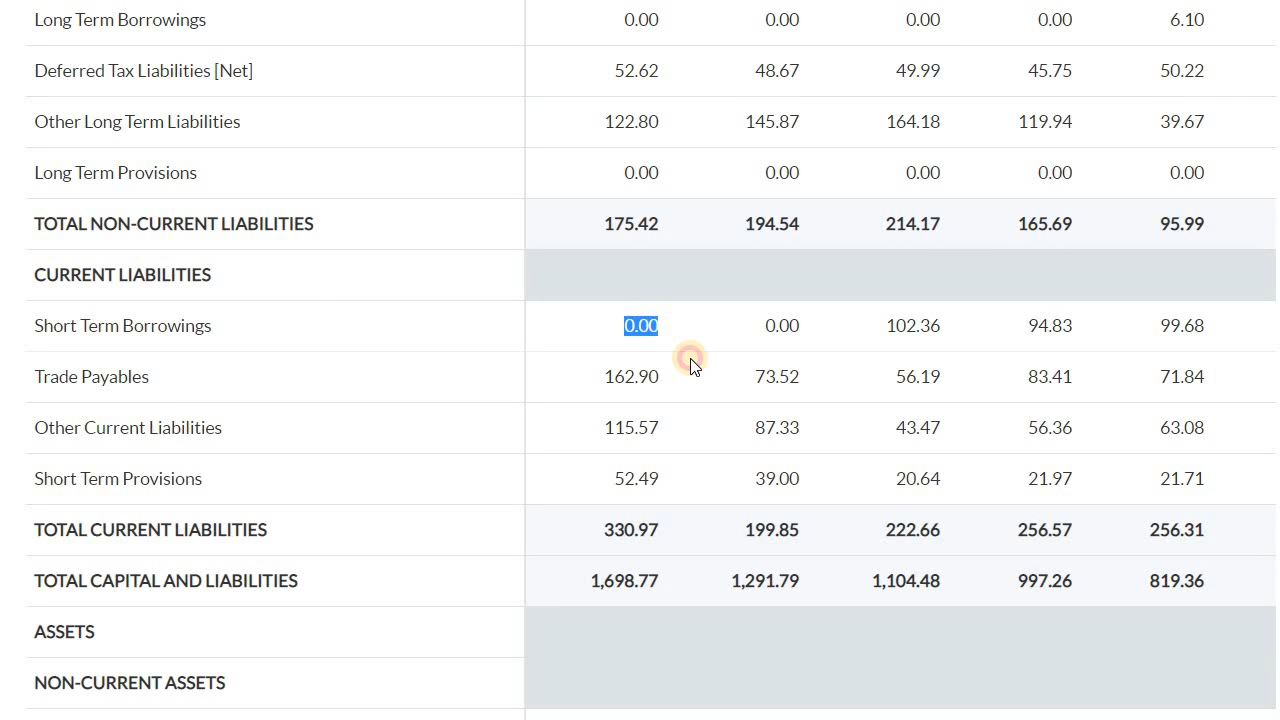 Long Term Borrowings 0.00 0.00 0.00 0.00 6.10
Deferred Tax Liabilities [Net] 52.62 48.67 49.99 45.75 50.22
Other Long Term Liabilities 122.80 145.87 164.18 119.94 39.67
Long Term Provisions 0.00 0.00 0.00 0.00 0.00
TOTAL NON-CURRENT LIABILITIES 175.42 194.54 214.17 165.69 95.99
CURRENT LIABILITIES
Short Term Borrowings 0.00 0.00 102.36 94.83 99.68
Trade Payables 162.90 73.52 56.19 83.41 71.84
Other Current Liabilities 115.57 87.33 43.47 56.36 63.08
Short Term Provisions 52.49 39.00 20.64 21.97 21.71
TOTAL CURRENT LIABILITIES 330.97 199.85 222.66 256.57 256.31
TOTAL CAPITAL AND LIABILITIES 1,698.77 1,291.79 1,104.48 997.26 819.36
ASSETS
NON-CURRENT ASSETS